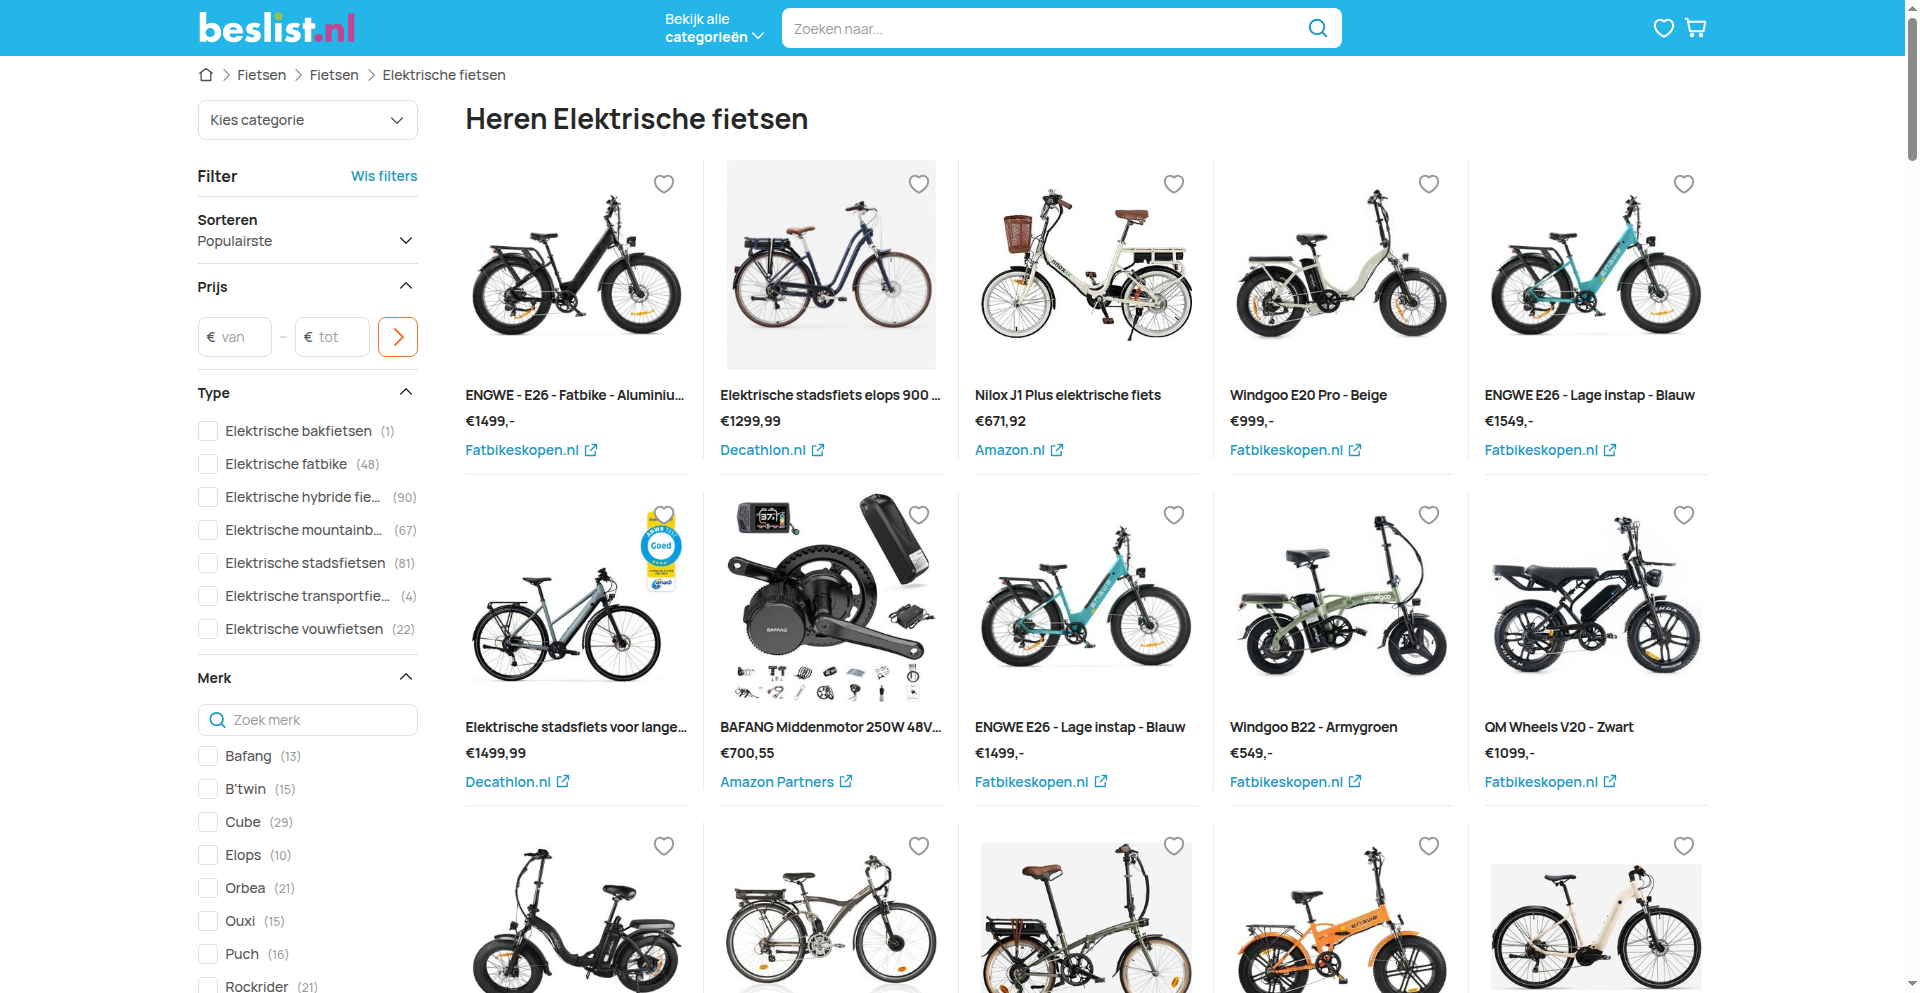 beslist.nl
Bekijk alle
categorieën
Zoeken naar...
Fietsen
Fietsen
Elektrische fietsen
Kies categorie
Heren Elektrische fietsen
Filter
Wis filters
Sorteren
Populairste
Prijs
€ van
–
€ tot
Type
Elektrische bakfietsen (1)
Elektrische fatbike (48)
Elektrische hybride fie... (90)
Elektrische mountainb... (67)
Elektrische stadsfietsen (81)
Elektrische transportfie... (4)
Elektrische vouwfietsen (22)
Merk
Zoek merk
Bafang (13)
B'twin (15)
Cube (29)
Elops (10)
Orbea (21)
Ouxi (15)
Puch (16)
Rockrider (21)
ENGWE - E26 - Fatbike - Aluminiu...
€1499,-
Fatbikeskopen.nl
Elektrische stadsfiets elops 900 ...
€1299,99
Decathlon.nl
Nilox J1 Plus elektrische fiets
€671,92
Amazon.nl
Windgoo E20 Pro - Beige
€999,-
Fatbikeskopen.nl
ENGWE E26 - Lage instap - Blauw
€1549,-
Fatbikeskopen.nl
Goed
Elektrische stadsfiets voor lange...
€1499,99
Decathlon.nl
BAFANG
BAFANG Middenmotor 250W 48V...
€700,55
Amazon Partners
ENGWE E26 - Lage instap - Blauw
€1499,-
Fatbikeskopen.nl
Windgoo B22 - Armygroen
€549,-
Fatbikeskopen.nl
QM Wheels V20 - Zwart
€1099,-
Fatbikeskopen.nl